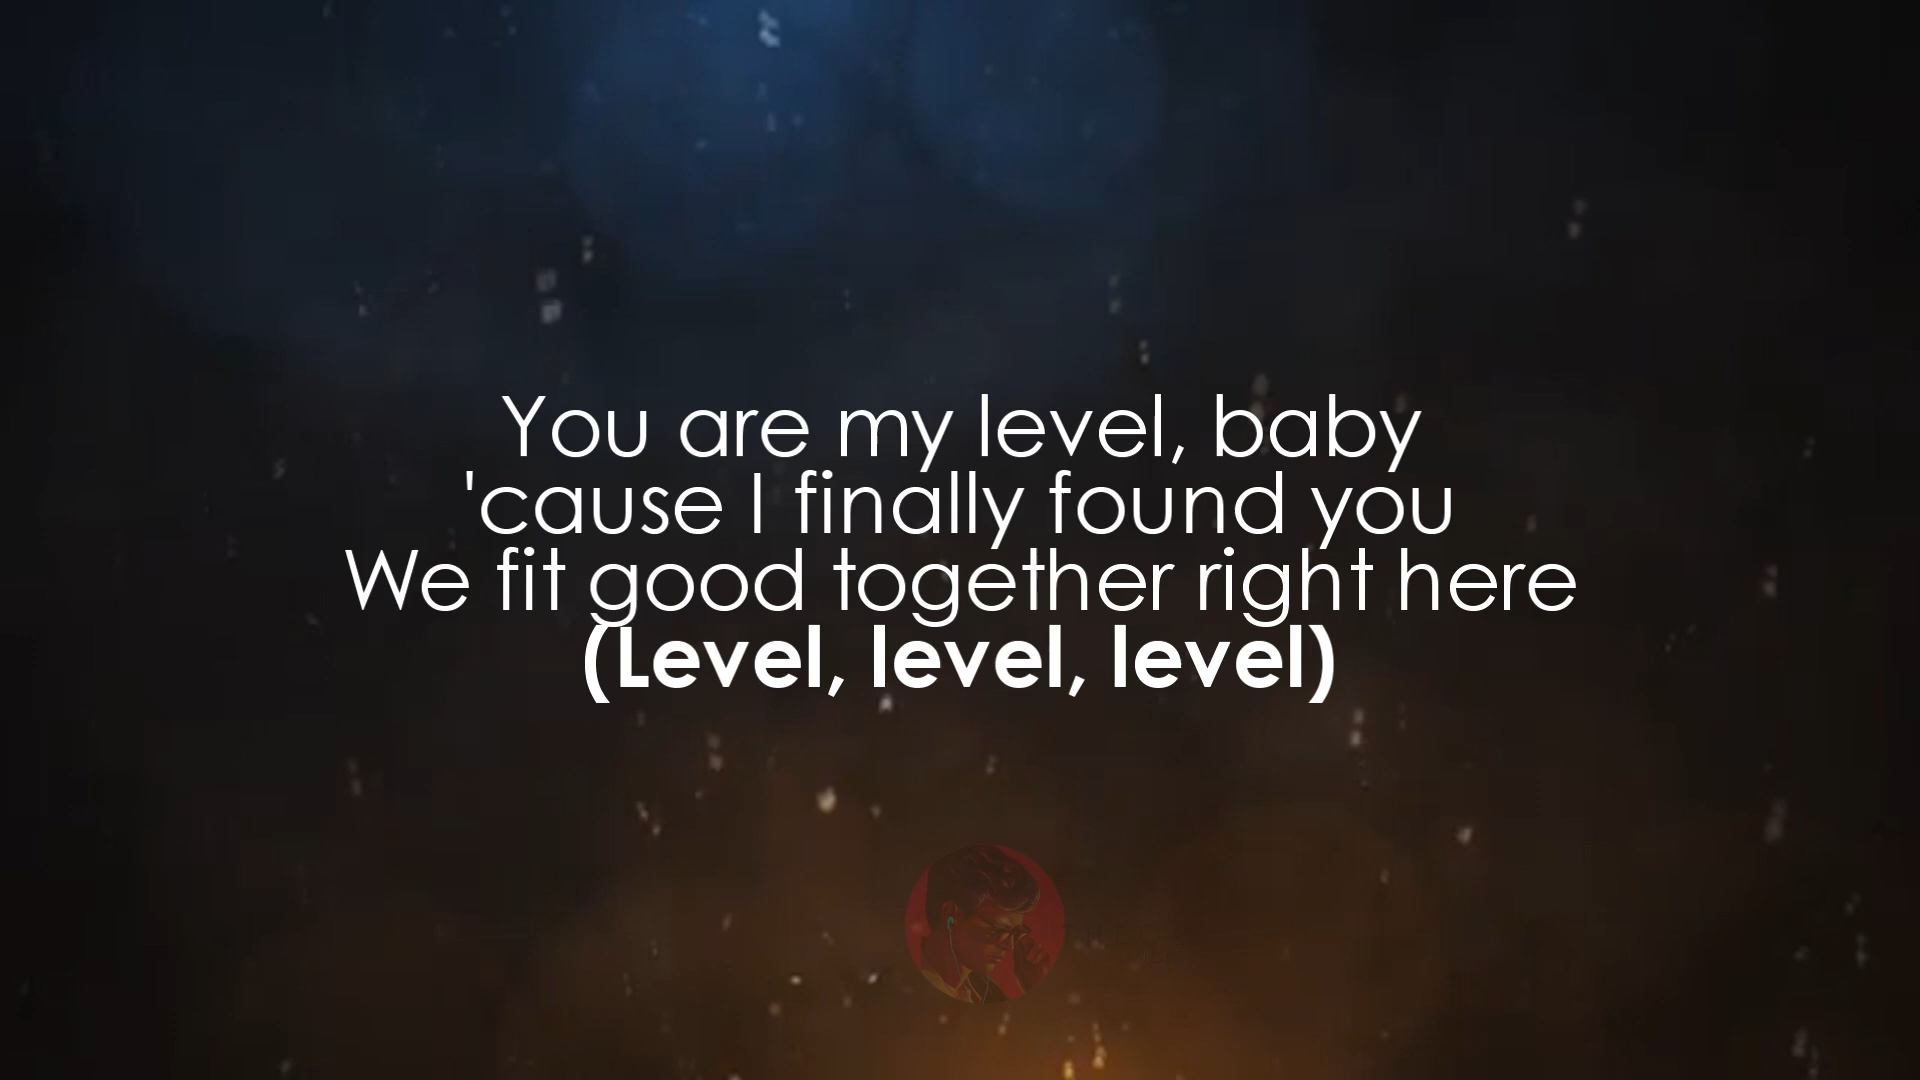 You are my level, baby
'cause I finally found you
We fit good together right here
(Level, level, level)